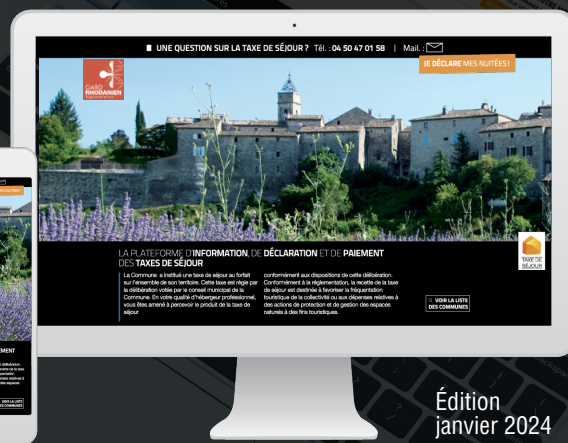 ■ UNE QUESTION SUR LA TAXE DE SÉJOUR ? Tél. : 04 50 47 01 58 | Mail. :
JE DÉCLARE MES NUITÉES !
GARD
RHODANIEN
LA PLATEFORME D'INFORMATION, DE DÉCLARATION ET DE PAIEMENT
DES TAXES DE SÉJOUR
La Commune a institué une taxe de séjour au forfait
sur l'ensemble de son territoire. Cette taxe est régie par
la délibération votée par le conseil municipal de la
Commune. En votre qualité d'hébergeur professionnel,
vous êtes amené à percevoir le produit de la taxe de
séjour
conformément aux dispositions de cette délibération.
Conformément à la réglementation, la recette de la taxe
de séjour est destinée à favoriser la fréquentation
touristique de la collectivité ou aux dépenses relatives à
des actions de protection et de gestion des espaces
naturels à des fins touristiques.
TAXE DE
SÉJOUR
VOIR LA LISTE
DES COMMUNES
VOIR LA LISTE
DES COMMUNES
Édition
janvier 2024